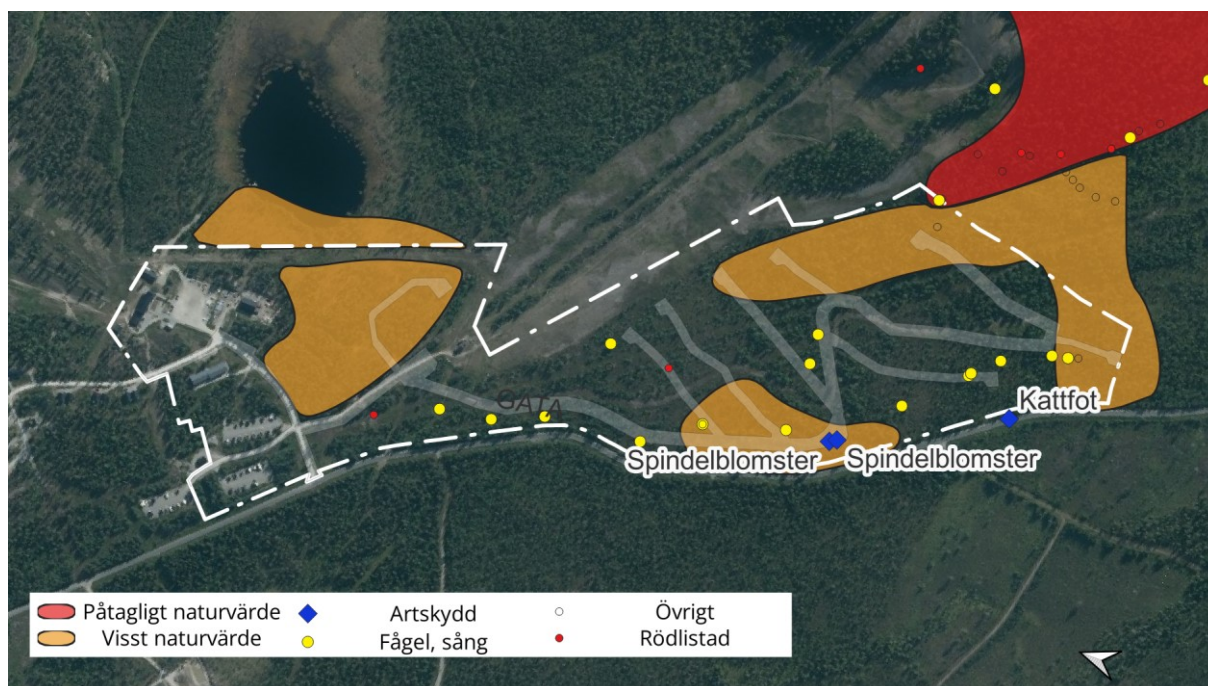 Kattfot
GATA
Spindelblomster
Spindelblomster
Påtagligt naturvärde
Artskydd
Övrigt
Visst naturvärde
Fågel, sång
Rödlistad